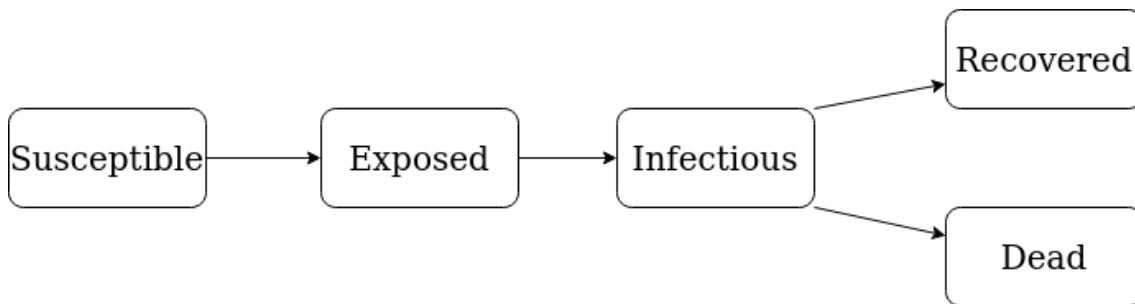 Susceptible
Exposed
Infectious
Recovered
Dead